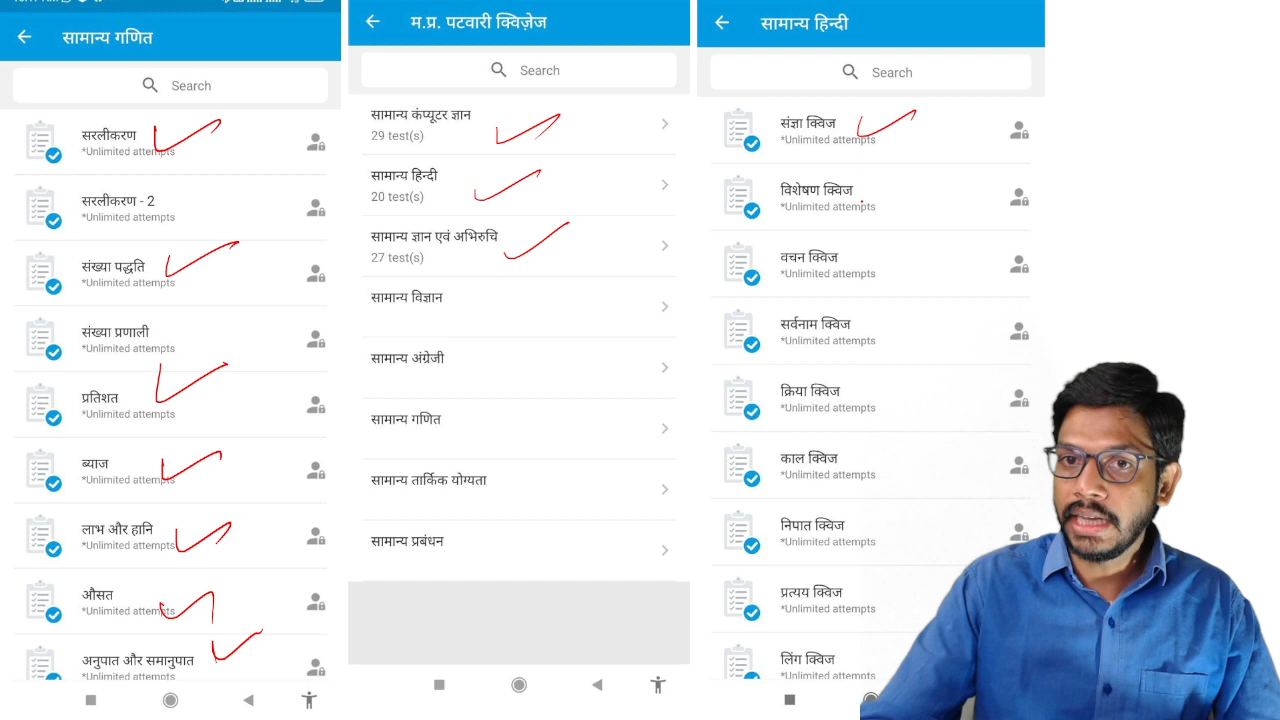 सामान्य गणित
Search
सरलीकरण
*Unlimited attempts
सरलीकरण - 2
*Unlimited attempts
संख्या पद्धति
*Unlimited attempts
संख्या प्रणाली
*Unlimited attempts
प्रतिशत
*Unlimited attempts
ब्याज
*Unlimited attempts
लाभ और हानि
*Unlimited attempts
औसत
*Unlimited attempts
अनुपात और समानुपात
*Unlimited attempts
म.प्र. पटवारी क्विज़ेज
Search
सामान्य कंप्यूटर ज्ञान
29 test(s)
सामान्य हिन्दी
20 test(s)
सामान्य ज्ञान एवं अभिरुचि
27 test(s)
सामान्य विज्ञान
सामान्य अंग्रेजी
सामान्य गणित
सामान्य तार्किक योग्यता
सामान्य प्रबंधन
सामान्य हिन्दी
Search
संज्ञा क्विज
*Unlimited attempts
विशेषण क्विज
*Unlimited attempts
वचन क्विज
*Unlimited attempts
सर्वनाम क्विज
*Unlimited attempts
क्रिया क्विज
*Unlimited attempts
काल क्विज
*Unlimited attempts
निपात क्विज
*Unlimited attempts
प्रत्यय क्विज
*Unlimited attempts
लिंग क्विज
*Unlimited attempts